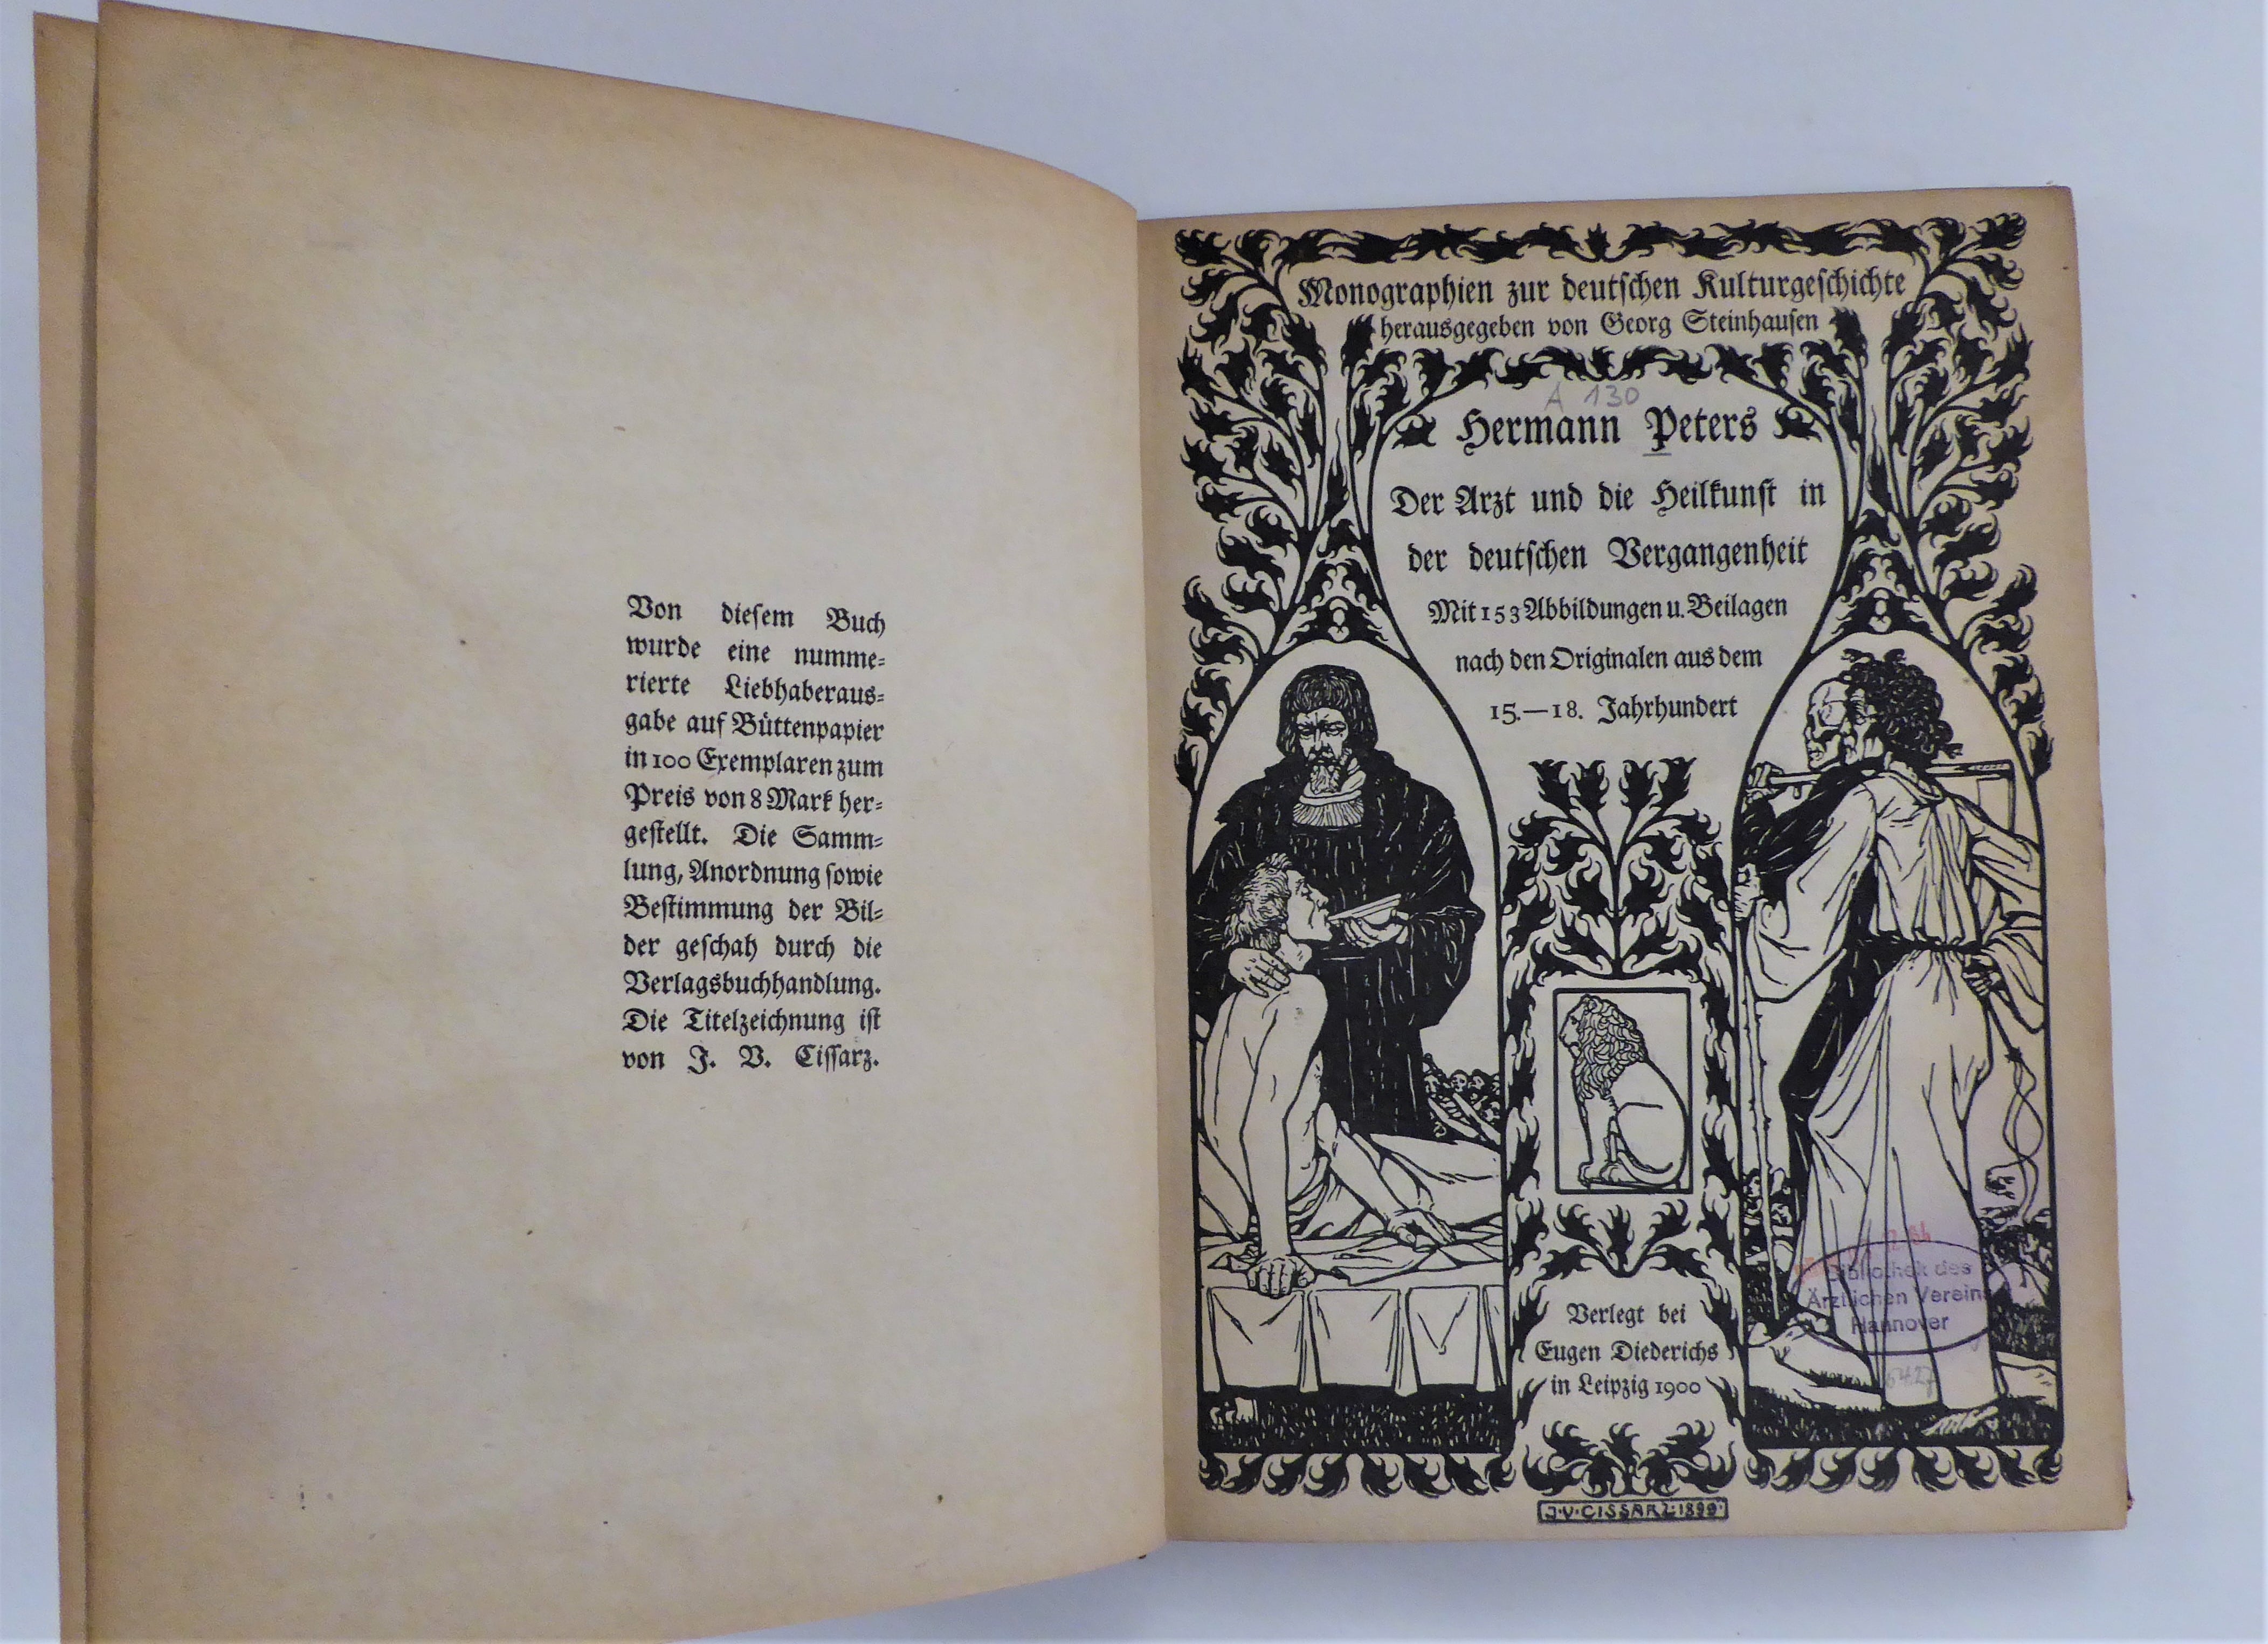 Von diesem Buch
wurde eine numme-
rierte Liebhaberaus-
gabe auf Büttenpapier
in 100 Exemplaren zum
Preis von 8 Mark her-
gestellt. Die Samm-
lung, Anordnung sowie
Bestimmung der Bil-
der geschah durch die
Verlagsbuchhandlung.
Die Titelzeichnung ist
von J. V. Cissarz.
Monographien zur deutschen Kulturgeschichte
herausgegeben von Georg Steinhausen
A 130
Hermann Peters
Der Arzt und die Heilkunst in
der deutschen Vergangenheit
Mit 153 Abbildungen u. Beilagen
nach den Originalen aus dem
15.—18. Jahrhundert
Bibliothek des
Ärztlichen Vereins
Hannover
Verlegt bei
Eugen Diederichs
in Leipzig 1900
J·V·CISSARZ·1899·